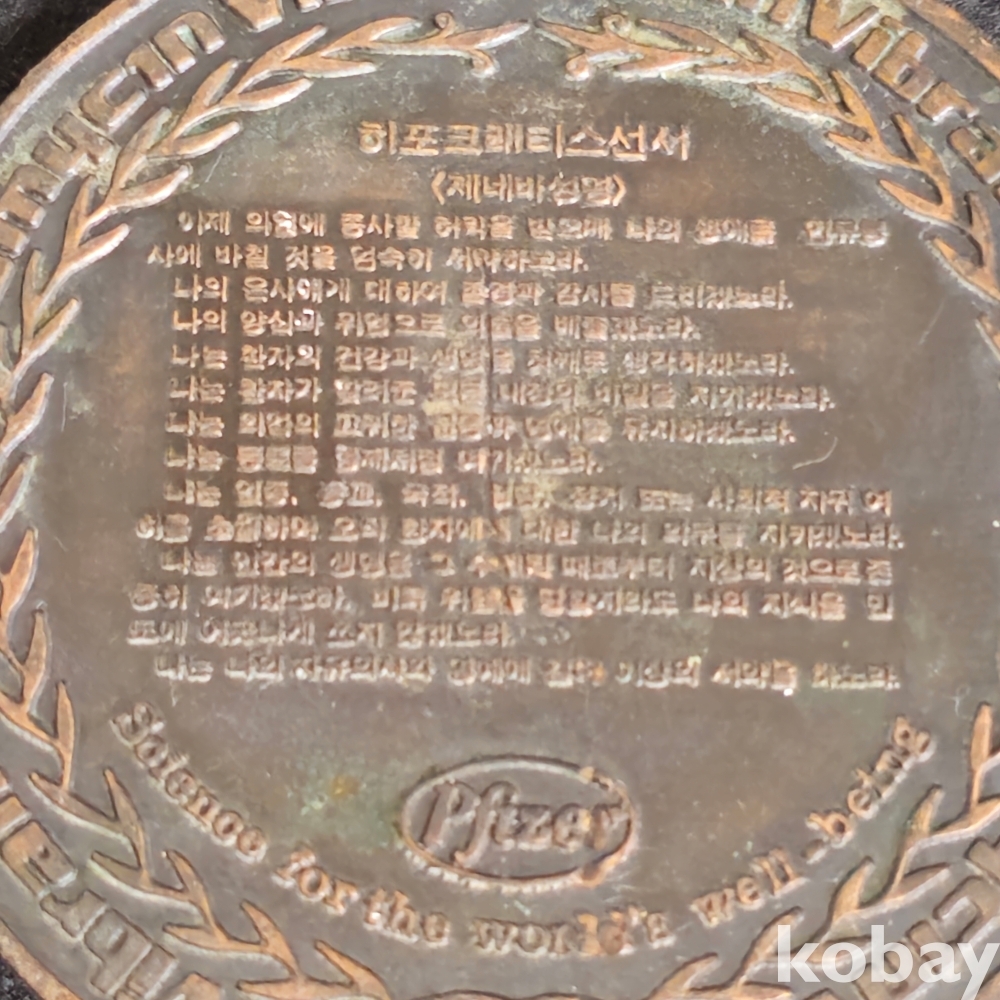 히포크래티스선서
<제네바선명>
이제 의업에 종사할 허락을 받으매 나의 생애를 인류봉
사에 바칠 것을 엄숙히 서약하노라.
나의 은사에게 대하여 존경과 감사를 드리겠노라.
나의 양심과 위엄으로 의술을 베풀겠노라.
나는 환자의 건강과 생명을 첫째로 생각하겠노라.
나는 환자가 알려준 모든 내정의 비밀을 지키겠노라.
나는 의업의 고귀한 전통과 명예를 유지하겠노라.
나는 동업자를 형제처럼 여기겠노라.
나는 인종, 종교, 국적, 정당, 정치 또는 사회적 지위 여
하를 초월하여 오직 환자에게 대한 나의 의무를 지키겠노라.
나는 인간의 생명을 그 수태된 때로부터 지상의 것으로 존
중히 여기겠노라. 비록 위협을 당할지라도 나의 지식을 인
도에 어긋나게 쓰지 않겠노라.
나는 나의 자유의사와 명예에 걸어 이상의 서약을 하노라.
Pfizer
Science for the world's well-being
kobay